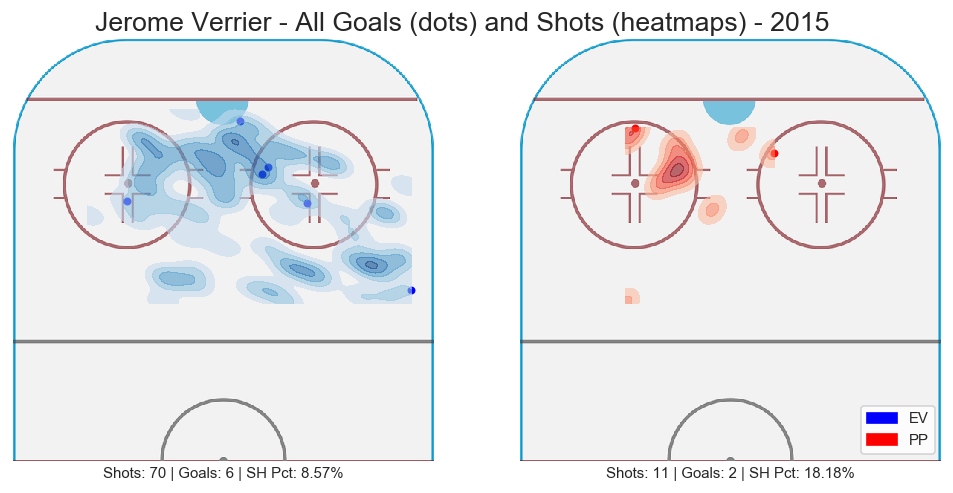 Jerome Verrier - All Goals (dots) and Shots (heatmaps) - 2015
EV
PP
Shots: 70 | Goals: 6 | SH Pct: 8.57%
Shots: 11 | Goals: 2 | SH Pct: 18.18%